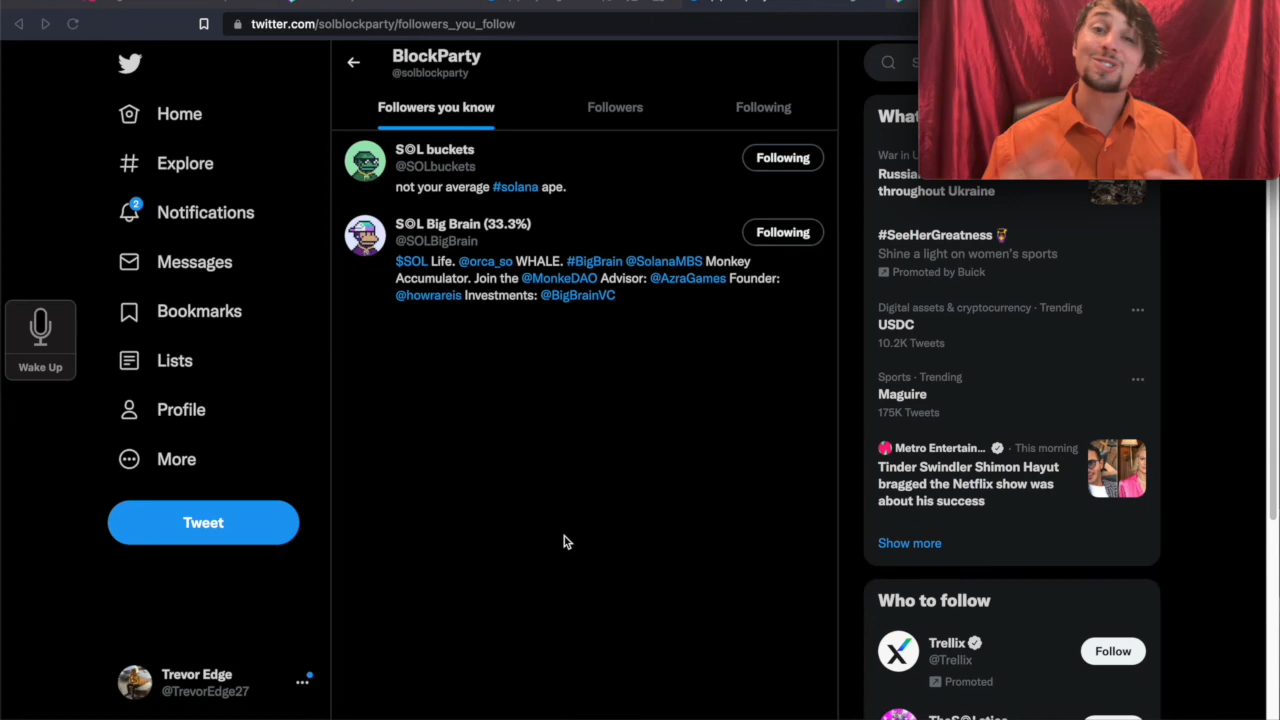 twitter.com/solblockparty/followers_you_follow
BlockParty
@solblockparty
Home
Explore
2
Notifications
Messages
Bookmarks
Lists
Profile
More
Tweet
Wake Up
Trevor Edge
@TrevorEdge27
Followers you know
Followers
Following
S◎L buckets
@SOLbuckets
Following
not your average #solana ape.
S◎L Big Brain (33.3%)
@SOLBigBrain
Following
$SOL Life. @orca_so WHALE. #BigBrain @SolanaMBS Monkey
Accumulator. Join the @MonkeDAO Advisor: @AzraGames Founder:
@howrareis Investments: @BigBrainVC
War in
throughout Ukraine
#SeeHerGreatness
Shine a light on women's sports
Promoted by Buick
Digital assets & cryptocurrency · Trending
USDC
10.2K Tweets
Sports · Trending
Maguire
175K Tweets
Metro Entertain... · This morning
Tinder Swindler Shimon Hayut
bragged the Netflix show was
about his success
Show more
Who to follow
Trellix
@Trellix
Follow
Promoted